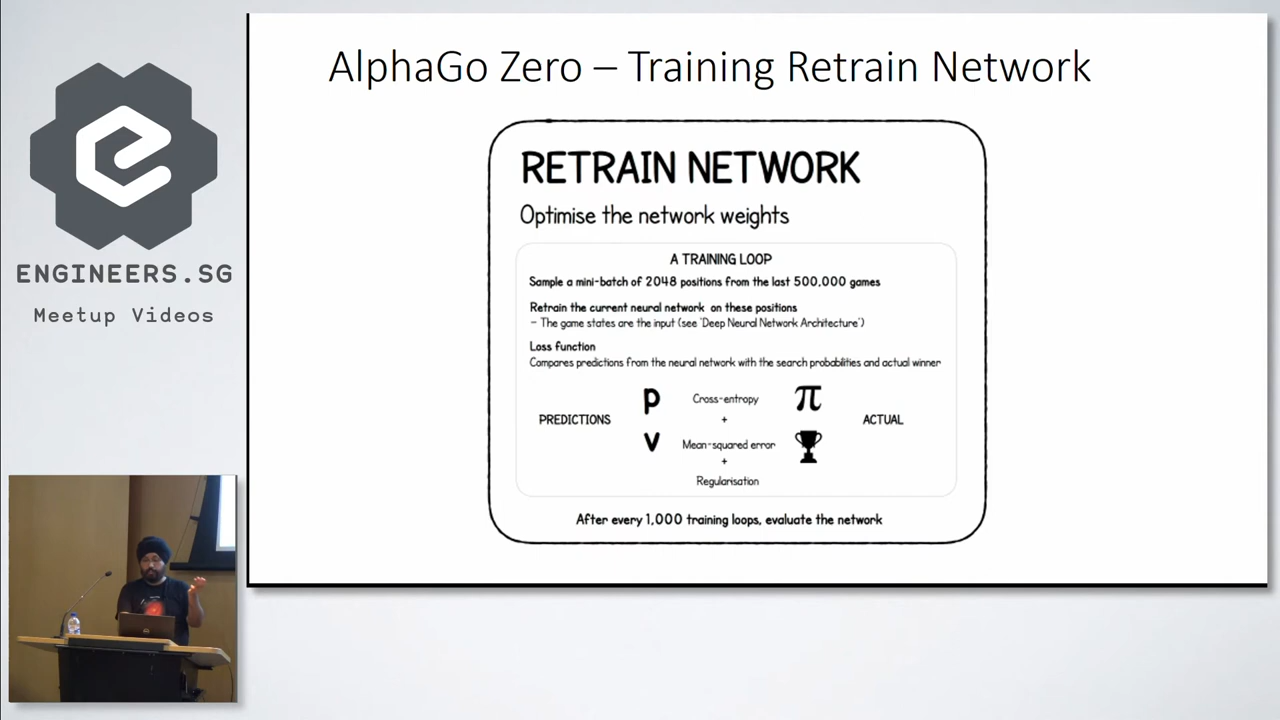 ENGINEERS.SG
Meetup Videos
AlphaGo Zero – Training Retrain Network
RETRAIN NETWORK
Optimise the network weights
A TRAINING LOOP
Sample a mini-batch of 2048 positions from the last 500,000 games
Retrain the current neural network on these positions
- The game states are the input (see 'Deep Neural Network Architecture')
Loss function
Compares predictions from the neural network with the search probabilities and actual winner
PREDICTIONS
p
Cross-entropy
π
+
ACTUAL
v
Mean-squared error
+
Regularisation
After every 1,000 training loops, evaluate the network